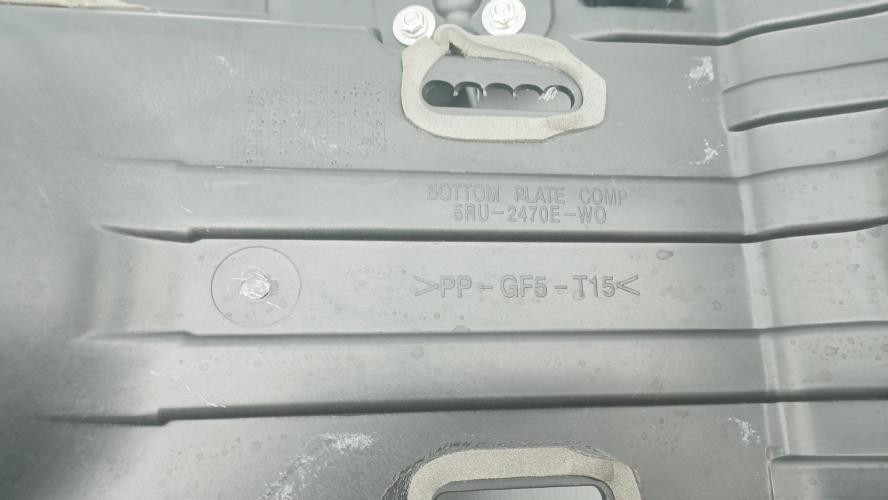 BOTTOM PLATE COMP
5RU-2470E-W0
>PP-GF5-T15<